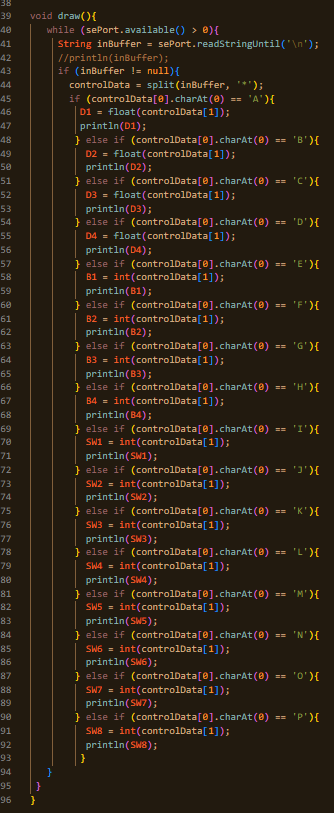 38
39 void draw(){
40 while (sePort.available() > 0){
41 String inBuffer = sePort.readStringUntil('\n');
42 //println(inBuffer);
43 if (inBuffer != null){
44 controlData = split(inBuffer, '*');
45 if (controlData[0].charAt(0) == 'A'){
46 D1 = float(controlData[1]);
47 println(D1);
48 } else if (controlData[0].charAt(0) == 'B'){
49 D2 = float(controlData[1]);
50 println(D2);
51 } else if (controlData[0].charAt(0) == 'C'){
52 D3 = float(controlData[1]);
53 println(D3);
54 } else if (controlData[0].charAt(0) == 'D'){
55 D4 = float(controlData[1]);
56 println(D4);
57 } else if (controlData[0].charAt(0) == 'E'){
58 B1 = int(controlData[1]);
59 println(B1);
60 } else if (controlData[0].charAt(0) == 'F'){
61 B2 = int(controlData[1]);
62 println(B2);
63 } else if (controlData[0].charAt(0) == 'G'){
64 B3 = int(controlData[1]);
65 println(B3);
66 } else if (controlData[0].charAt(0) == 'H'){
67 B4 = int(controlData[1]);
68 println(B4);
69 } else if (controlData[0].charAt(0) == 'I'){
70 SW1 = int(controlData[1]);
71 println(SW1);
72 } else if (controlData[0].charAt(0) == 'J'){
73 SW2 = int(controlData[1]);
74 println(SW2);
75 } else if (controlData[0].charAt(0) == 'K'){
76 SW3 = int(controlData[1]);
77 println(SW3);
78 } else if (controlData[0].charAt(0) == 'L'){
79 SW4 = int(controlData[1]);
80 println(SW4);
81 } else if (controlData[0].charAt(0) == 'M'){
82 SW5 = int(controlData[1]);
83 println(SW5);
84 } else if (controlData[0].charAt(0) == 'N'){
85 SW6 = int(controlData[1]);
86 println(SW6);
87 } else if (controlData[0].charAt(0) == 'O'){
88 SW7 = int(controlData[1]);
89 println(SW7);
90 } else if (controlData[0].charAt(0) == 'P'){
91 SW8 = int(controlData[1]);
92 println(SW8);
93 }
94 }
95 }
96 }